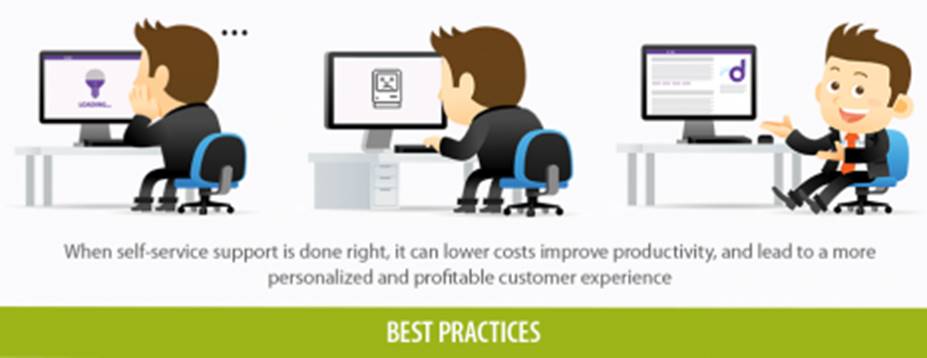 LOADING...
d
When self-service support is done right, it can lower costs improve productivity, and lead to a more
personalized and profitable customer experience
BEST PRACTICES